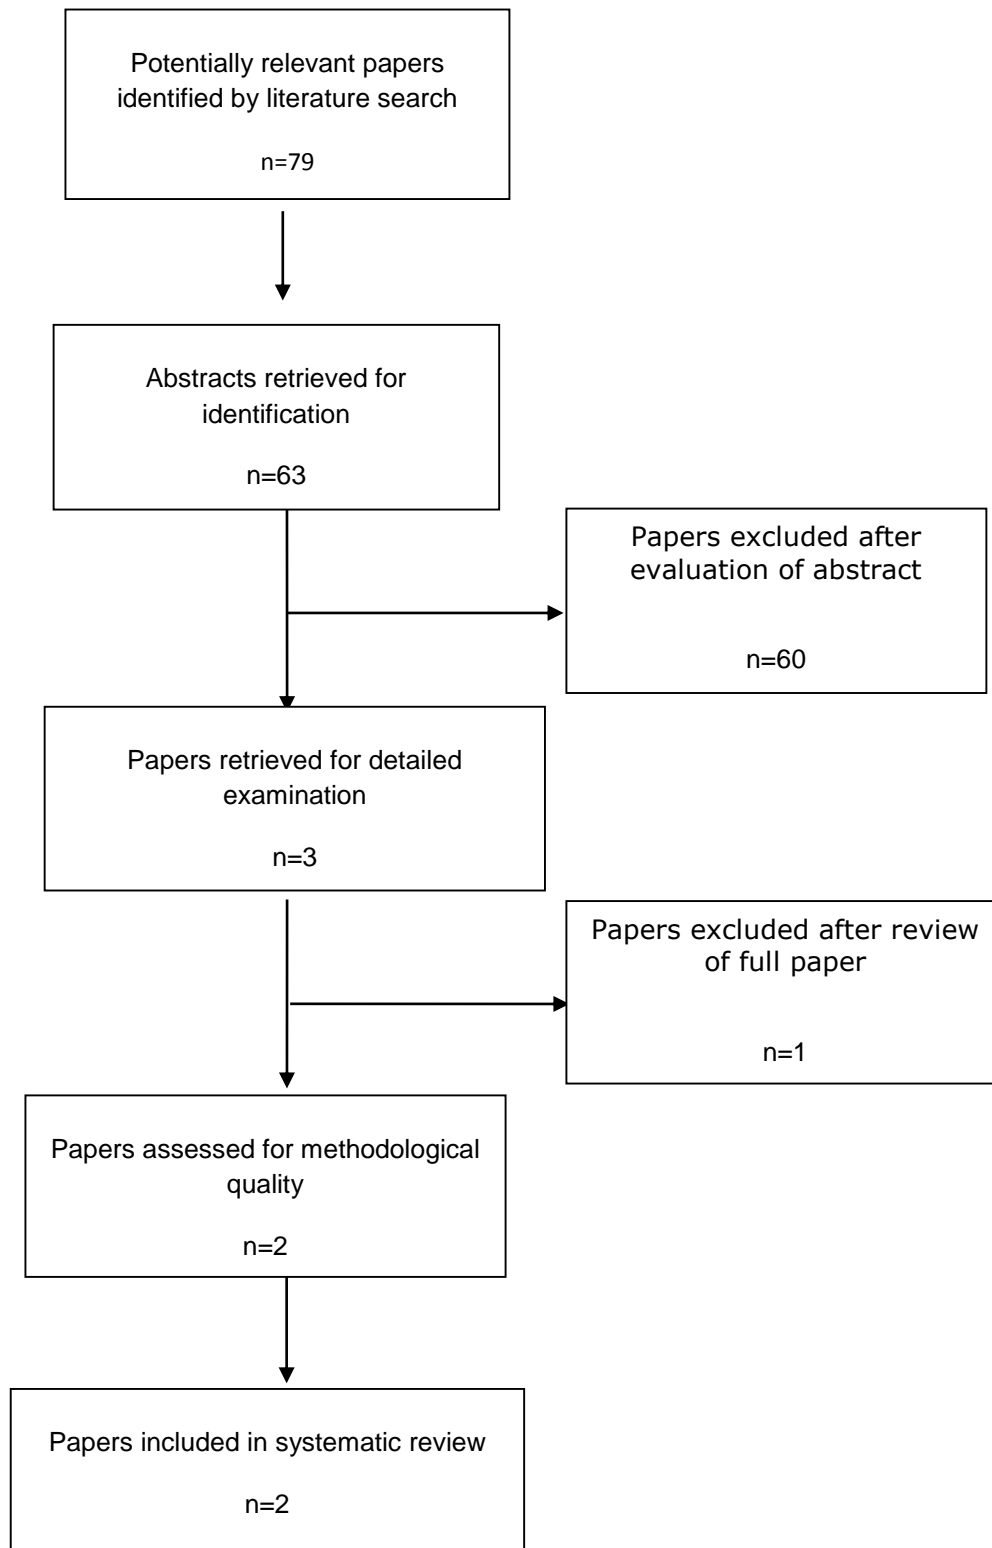 Potentially relevant papers
identified by literature search
n=79
Abstracts retrieved for
identification
n=63
Papers excluded after
evaluation of abstract
n=60
Papers retrieved for detailed
examination
n=3
Papers excluded after review
of full paper
n=1
Papers assessed for methodological
quality
n=2
Papers included in systematic review
n=2